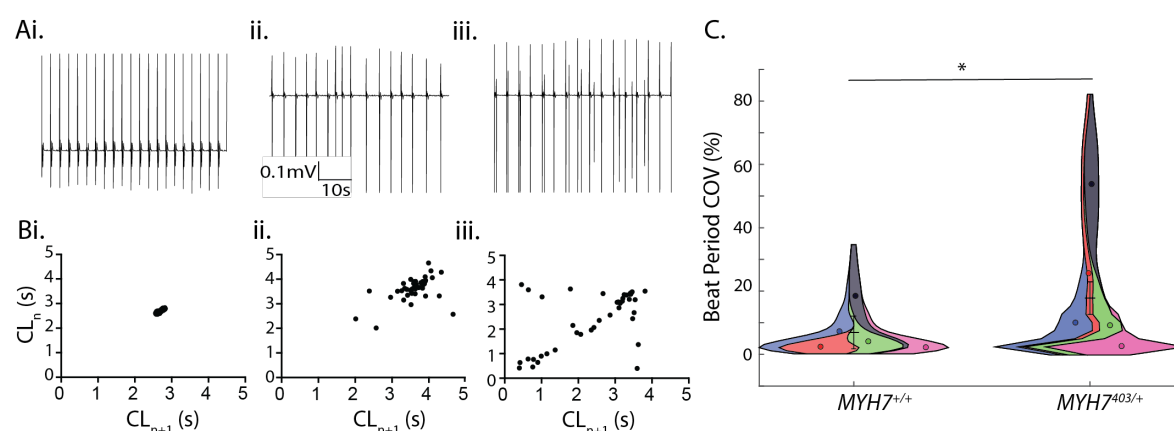 Ai.
ii.
iii.
C.
0.1mV
10s
Bi.
ii.
iii.
5
4
3
2
1
0
CLn (s)
0 1 2 3 4 5
CLn+1 (s)
5
4
3
2
1
0
0 1 2 3 4 5
CLn+1 (s)
5
4
3
2
1
0
0 1 2 3 4 5
CLn+1 (s)
*
Beat Period COV (%)
80
60
40
20
0
MYH7+/+
MYH7403/+